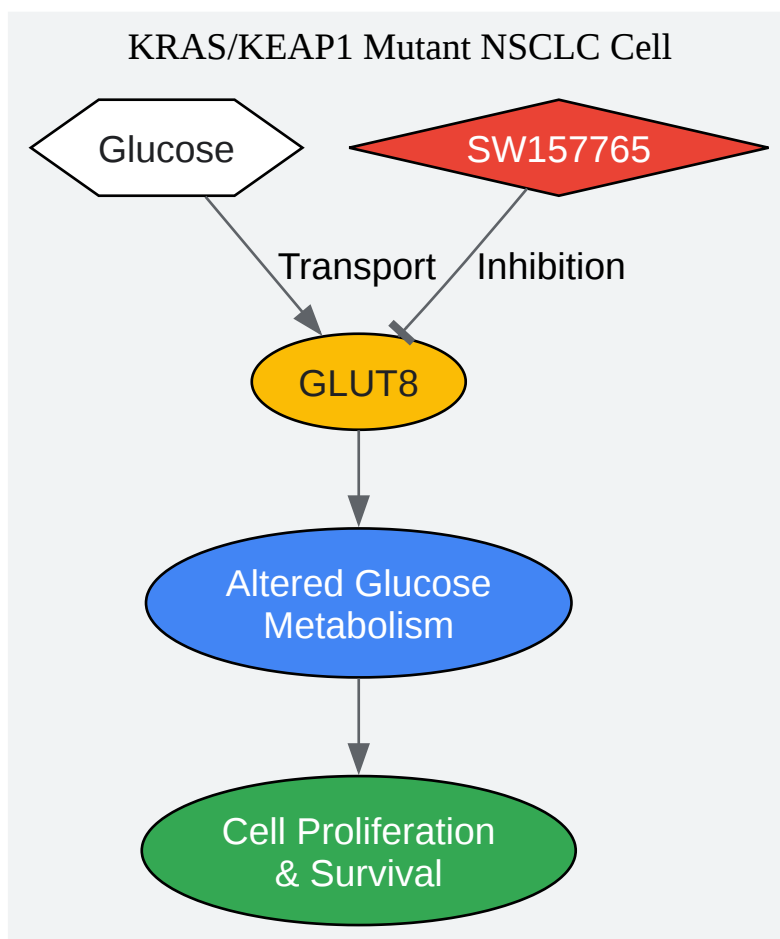 KRAS/KEAP1 Mutant NSCLC Cell
Glucose
SW157765
Transport
Inhibition
GLUT8
Altered Glucose
Metabolism
Cell Proliferation
& Survival